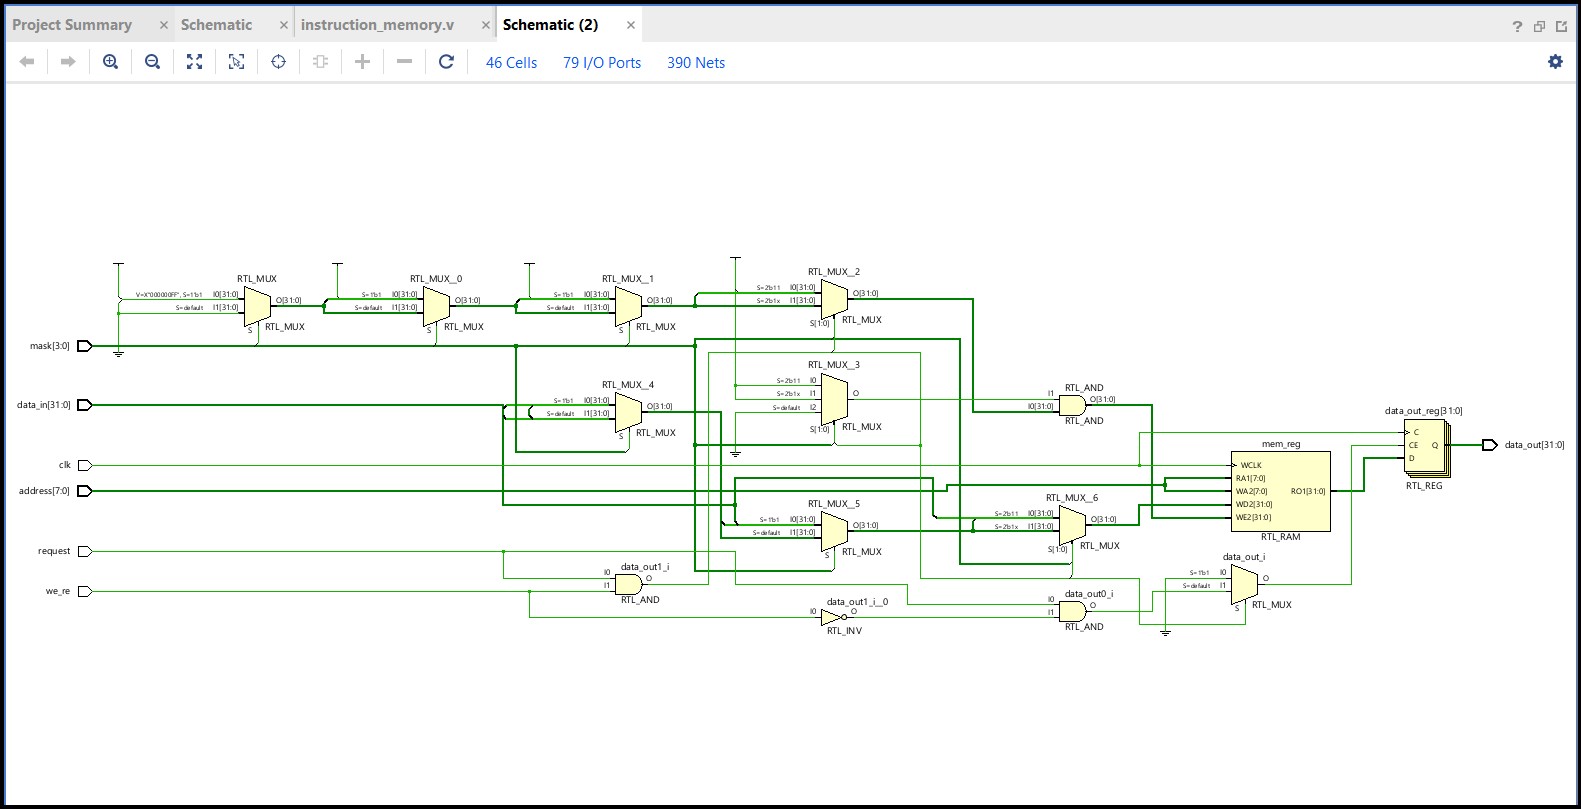 Project Summary × Schematic × instruction_memory.v × Schematic (2) ×
?
46 Cells 79 I/O Ports 390 Nets
RTL_MUX
V=X"000000FF", S=1'b1 I0[31:0]
S=default I1[31:0]
O[31:0]
S
RTL_MUX
RTL_MUX__0
S=1'b1 I0[31:0]
S=default I1[31:0]
O[31:0]
S
RTL_MUX
RTL_MUX__1
S=1'b1 I0[31:0]
S=default I1[31:0]
O[31:0]
S
RTL_MUX
RTL_MUX__2
S=2'b11 I0[31:0]
S=2'b1x I1[31:0]
O[31:0]
S[1:0]
RTL_MUX
mask[3:0]
RTL_MUX__3
S=2'b11 I0
S=2'b1x I1
S=default I2
O
S[1:0]
RTL_MUX
RTL_MUX__4
S=1'b1 I0[31:0]
S=default I1[31:0]
O[31:0]
S
RTL_MUX
data_in[31:0]
RTL_AND
I1
I0[31:0]
O[31:0]
RTL_AND
data_out_reg[31:0]
C
CE
D
Q
RTL_REG
data_out[31:0]
clk
address[7:0]
mem_reg
WCLK
RA1[7:0]
WA2[7:0]
WD2[31:0]
WE2[31:0]
RO1[31:0]
RTL_RAM
RTL_MUX__5
S=1'b1 I0[31:0]
S=default I1[31:0]
O[31:0]
S
RTL_MUX
RTL_MUX__6
S=2'b11 I0[31:0]
S=2'b1x I1[31:0]
O[31:0]
S[1:0]
RTL_MUX
request
we_re
data_out1_i
I0
I1
O
RTL_AND
data_out1_i__0
I0
O
RTL_INV
data_out0_i
I0
I1
O
RTL_AND
data_out_i
S=1'b1 I0
S=default I1
O
S
RTL_MUX